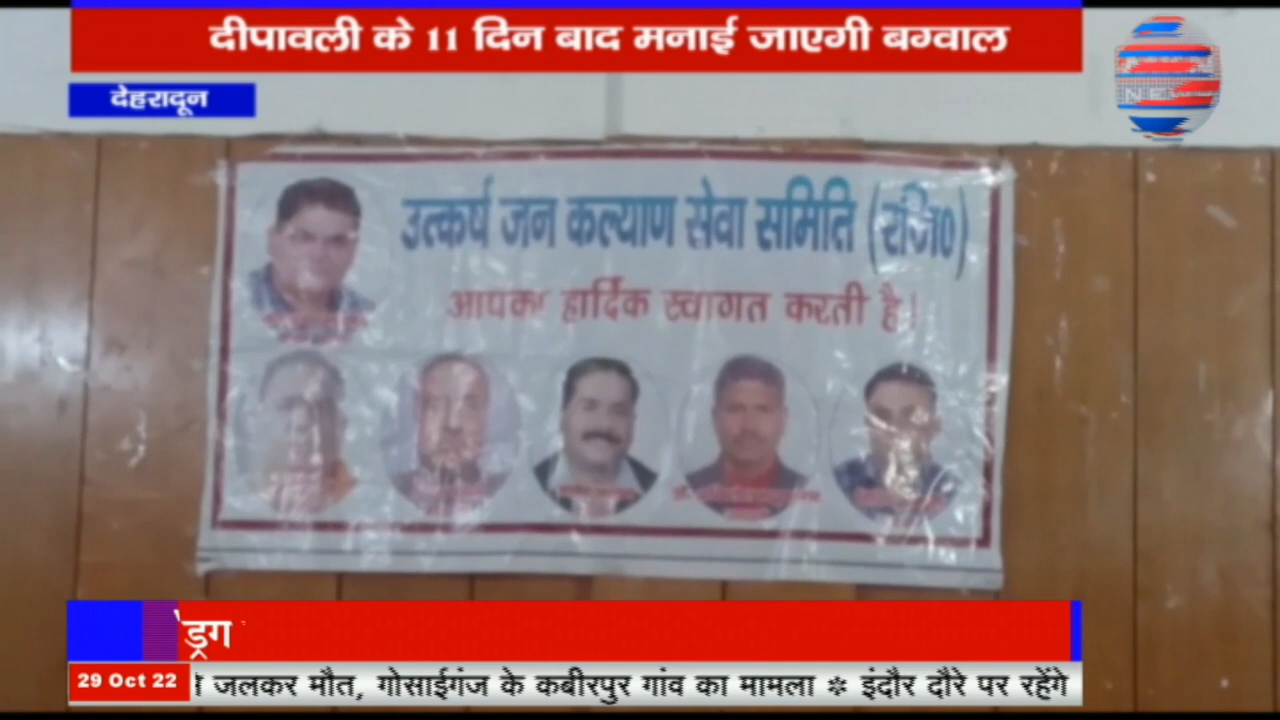 दीपावली के 11 दिन बाद मनाई जाएगी बग्वाल
देहरादून
उत्कर्ष जन कल्याण सेवा समिति (रजि०)
आपका हार्दिक स्वागत करती है!
ड्रग
29 Oct 22
जलकर मौत, गोसाईगंज के कबीरपुर गांव का मामला ❉ इंदौर दौरे पर रहेंगे